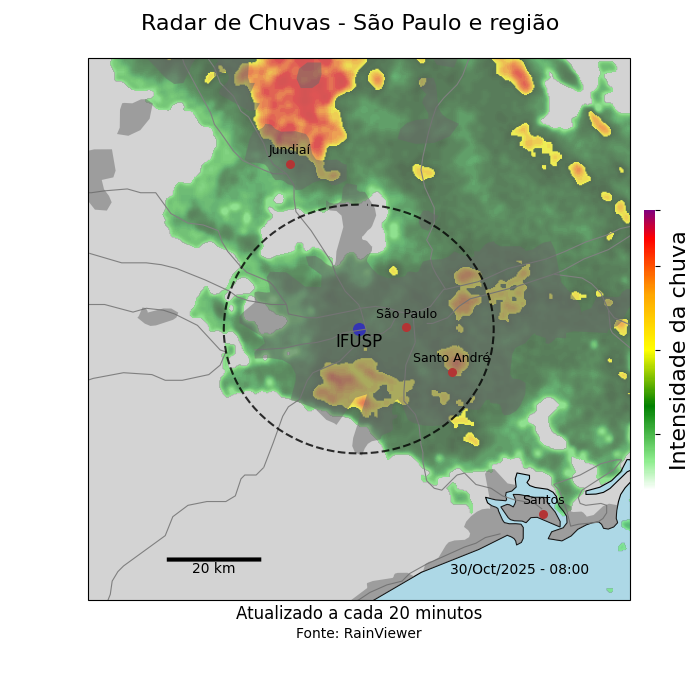 Radar de Chuvas - São Paulo e região
Jundiaí
São Paulo
IFUSP
Santo André
Santos
20 km
30/Oct/2025 - 08:00
Intensidade da chuva
Atualizado a cada 20 minutos
Fonte: RainViewer